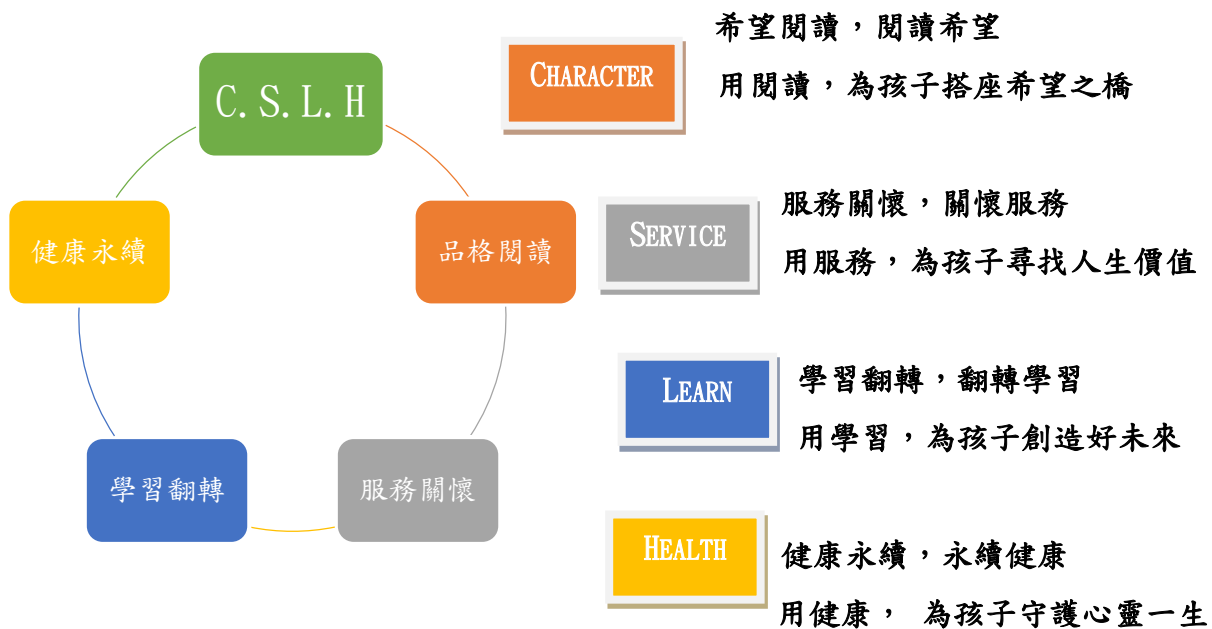 C.S.L.H
品格閱讀
服務關懷
學習翻轉
健康永續
CHARACTER
希望閱讀，閱讀希望
用閱讀，為孩子搭座希望之橋
SERVICE
服務關懷，關懷服務
用服務，為孩子尋找人生價值
LEARN
學習翻轉，翻轉學習
用學習，為孩子創造好未來
HEALTH
健康永續，永續健康
用健康， 為孩子守護心靈一生